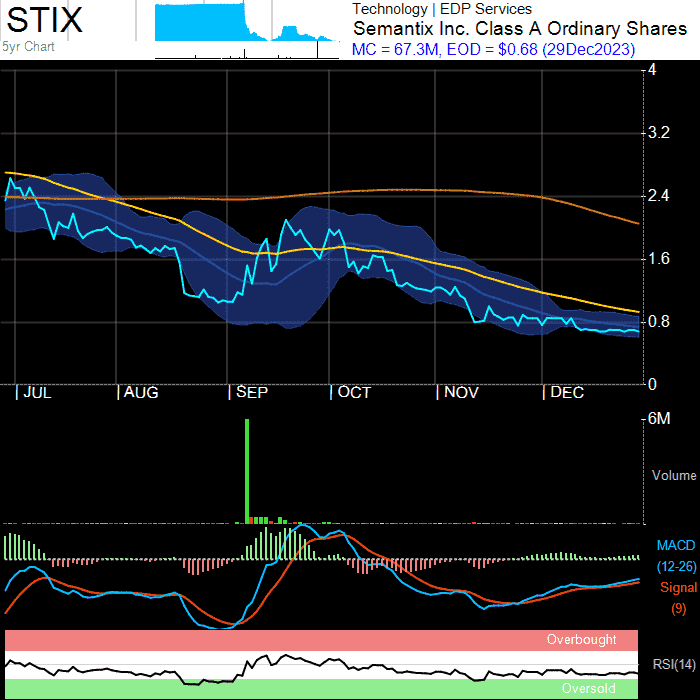 STIX
5yr Chart
Technology | EDP Services
Semantix Inc. Class A Ordinary Shares
MC = 67.3M, EOD = $0.68 (29Dec2023)
4
3.2
2.4
1.6
0.8
0
JUL
AUG
SEP
OCT
NOV
DEC
6M
Volume
MACD
(12-26)
Signal
(9)
Overbought
RSI(14)
Oversold